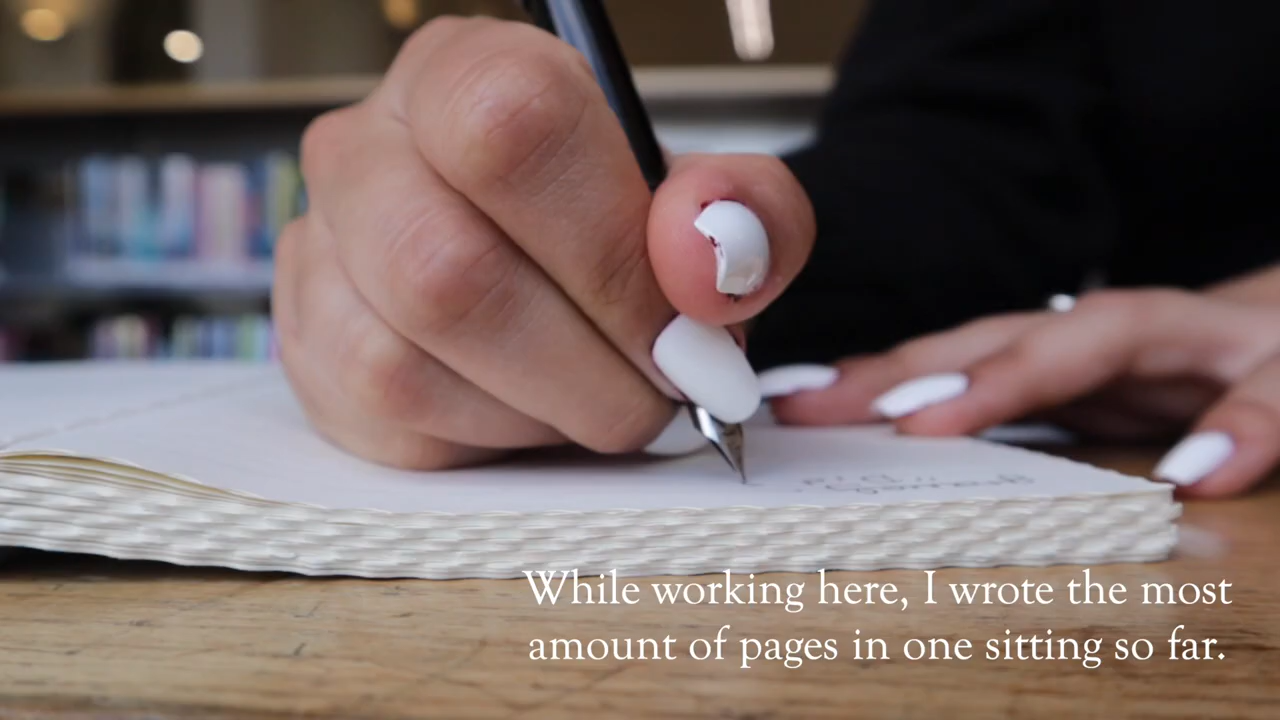 While working here, I wrote the most
amount of pages in one sitting so far.